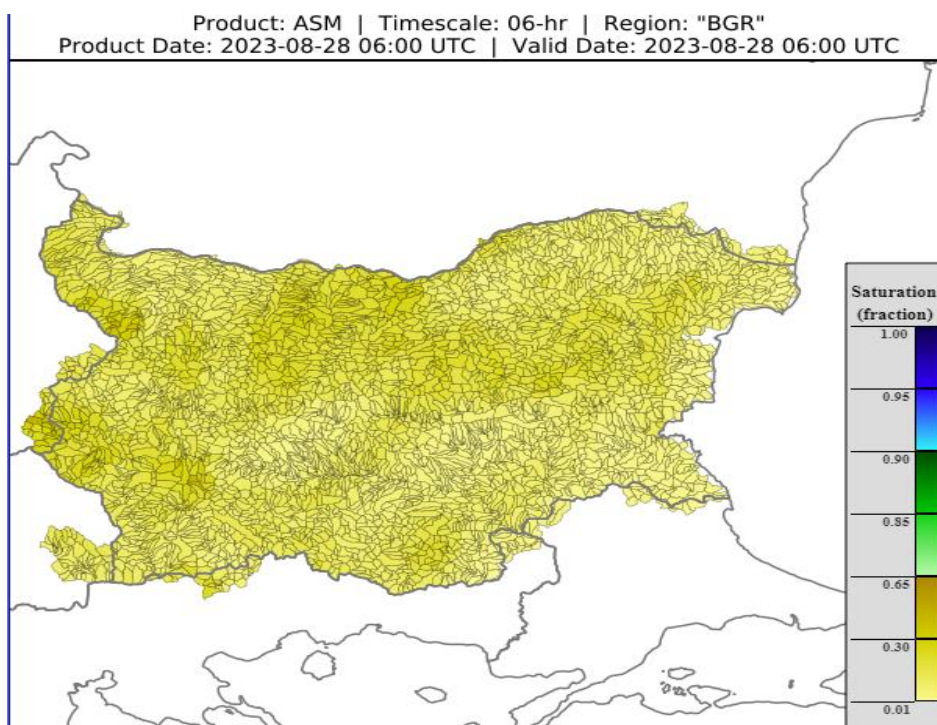 Product: ASM | Timescale: 06-hr | Region: "BGR"
Product Date: 2023-08-28 06:00 UTC | Valid Date: 2023-08-28 06:00 UTC
Saturation
(fraction)
1.00
0.95
0.90
0.85
0.65
0.30
0.01